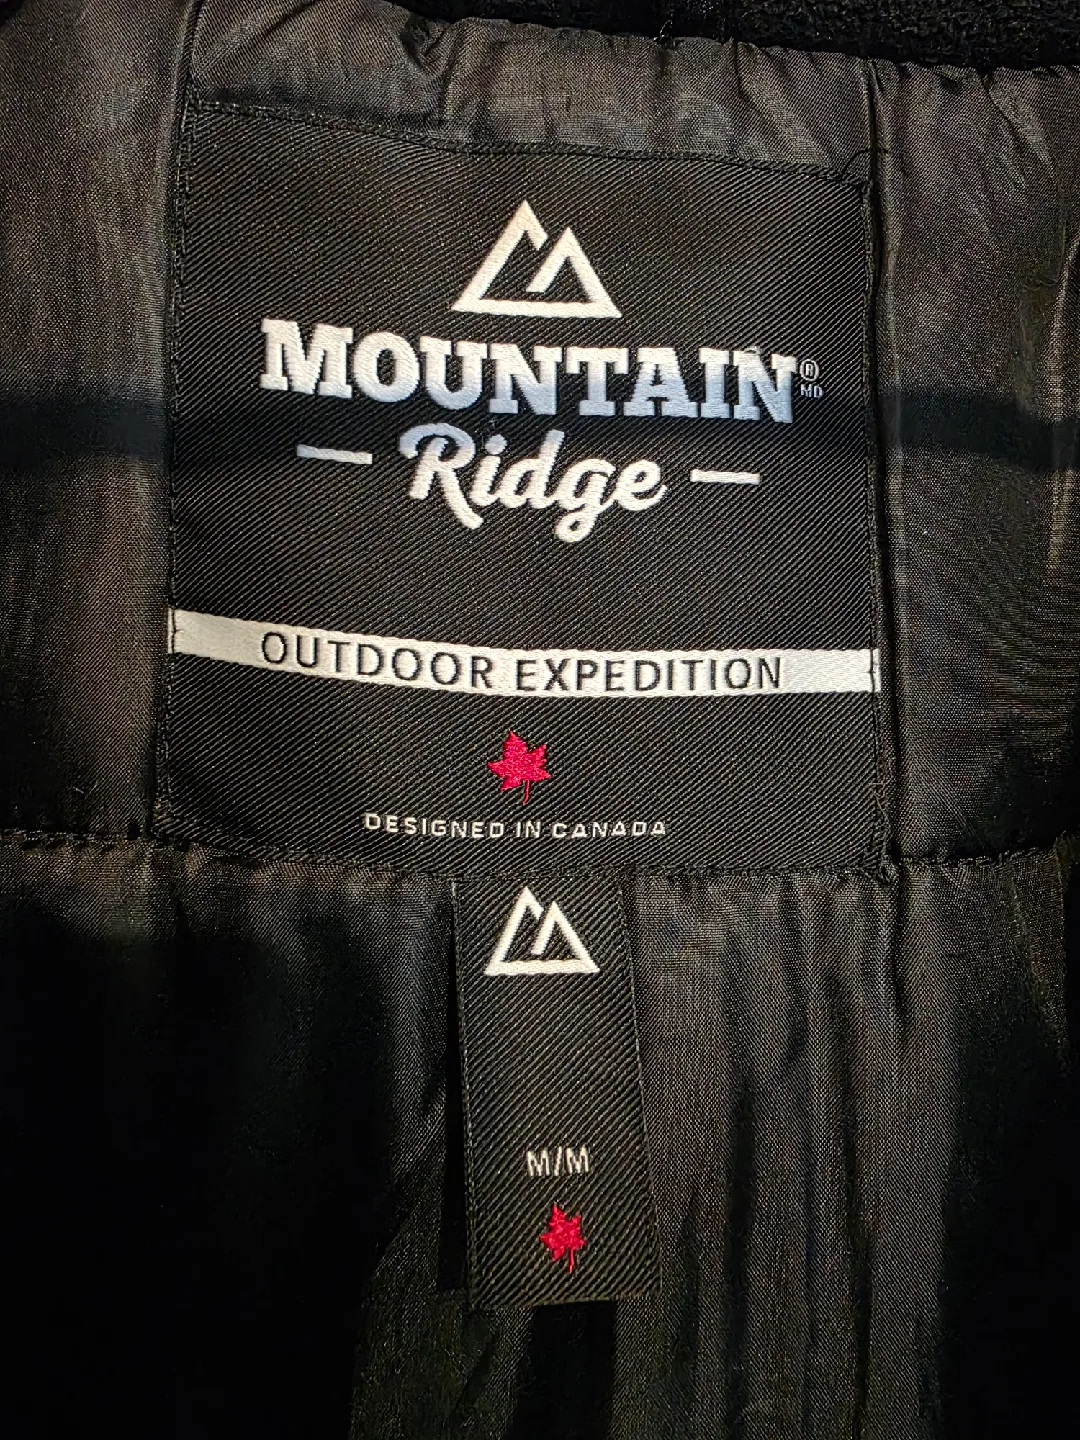 MOUNTAIN® MD
Ridge
OUTDOOR EXPEDITION
DESIGNED IN CANADA
M/M